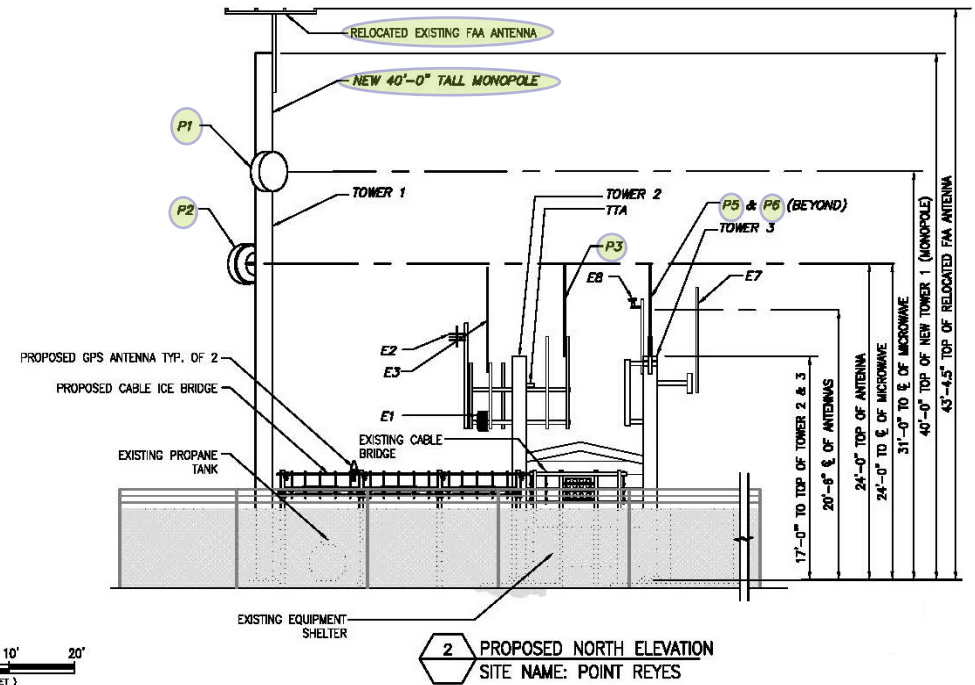 RELOCATED EXISTING FAA ANTENNA
NEW 40'-0" TALL MONOPOLE
P1
TOWER 1
P2
TOWER 2
TTA
P3
P5 & P6 (BEYOND)
TOWER 3
E8
E7
E2
E3
E1
PROPOSED GPS ANTENNA TYP. OF 2
PROPOSED CABLE ICE BRIDGE
EXISTING PROPANE
TANK
EXISTING CABLE
BRIDGE
EXISTING EQUIPMENT
SHELTER
17'-0" TO TOP OF TOWER 2 & 3
20'-6" ℄ OF ANTENNAS
24'-0" TOP OF ANTENNA
24'-0" TO ℄ OF MICROWAVE
31'-0" TO ℄ OF MICROWAVE
40'-0" TOP OF NEW TOWER 1 (MONOPOLE)
43'-4.5" TOP OF RELOCATED FAA ANTENNA
10' 20'
2 PROPOSED NORTH ELEVATION
SITE NAME: POINT REYES